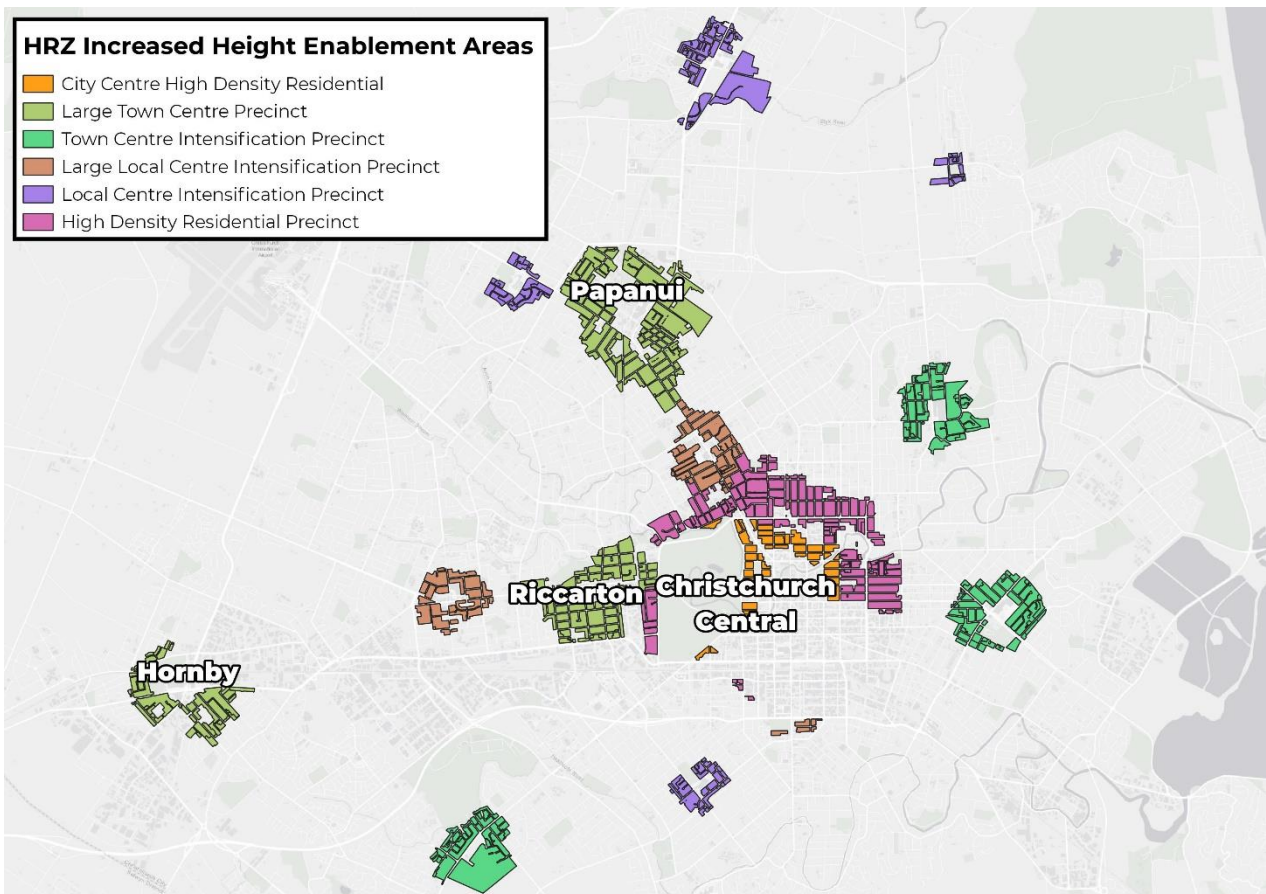 HRZ Increased Height Enablement Areas
City Centre High Density Residential
Large Town Centre Precinct
Town Centre Intensification Precinct
Large Local Centre Intensification Precinct
Local Centre Intensification Precinct
High Density Residential Precinct
Papanui
Riccarton
Christchurch
Central
Hornby